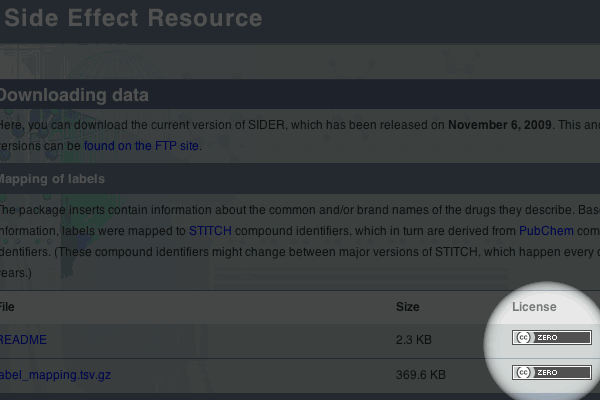 Side Effect Resource
Downloading data
Here, you can download the current version of SIDER, which has been released on November 6, 2009. This and
versions can be found on the FTP site.
Mapping of labels
The package inserts contain information about the common and/or brand names of the drugs they describe. Bas
information, labels were mapped to STITCH compound identifiers, which in turn are derived from PubChem com
identifiers. (These compound identifiers might change between major versions of STITCH, which happen every
years.)
File Size License
README 2.3 KB cc ZERO
label_mapping.tsv.gz 369.6 KB cc ZERO